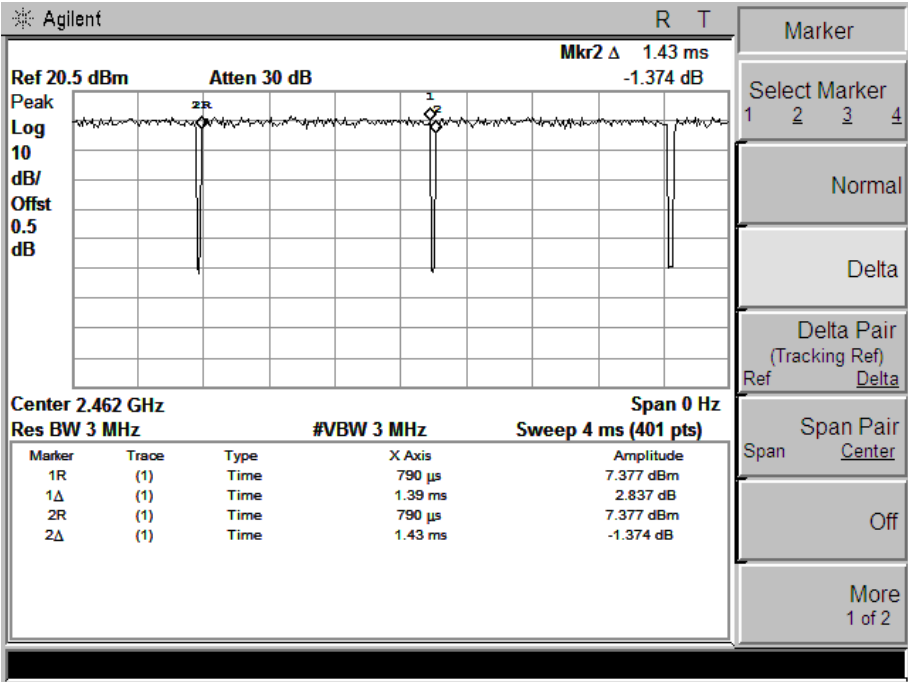 Agilent
R T
Mkr2 Δ 1.43 ms
Ref 20.5 dBm Atten 30 dB -1.374 dB
Peak
Log
10
dB/
Offst
0.5
dB
2R
1
2
Center 2.462 GHz Span 0 Hz
Res BW 3 MHz #VBW 3 MHz Sweep 4 ms (401 pts)
Marker Trace Type X Axis Amplitude
1R (1) Time 790 µs 7.377 dBm
1Δ (1) Time 1.39 ms 2.837 dB
2R (1) Time 790 µs 7.377 dBm
2Δ (1) Time 1.43 ms -1.374 dB
Marker
Select Marker
1 2 3 4
Normal
Delta
Delta Pair
(Tracking Ref)
Ref Delta
Span Pair
Span Center
Off
More
1 of 2